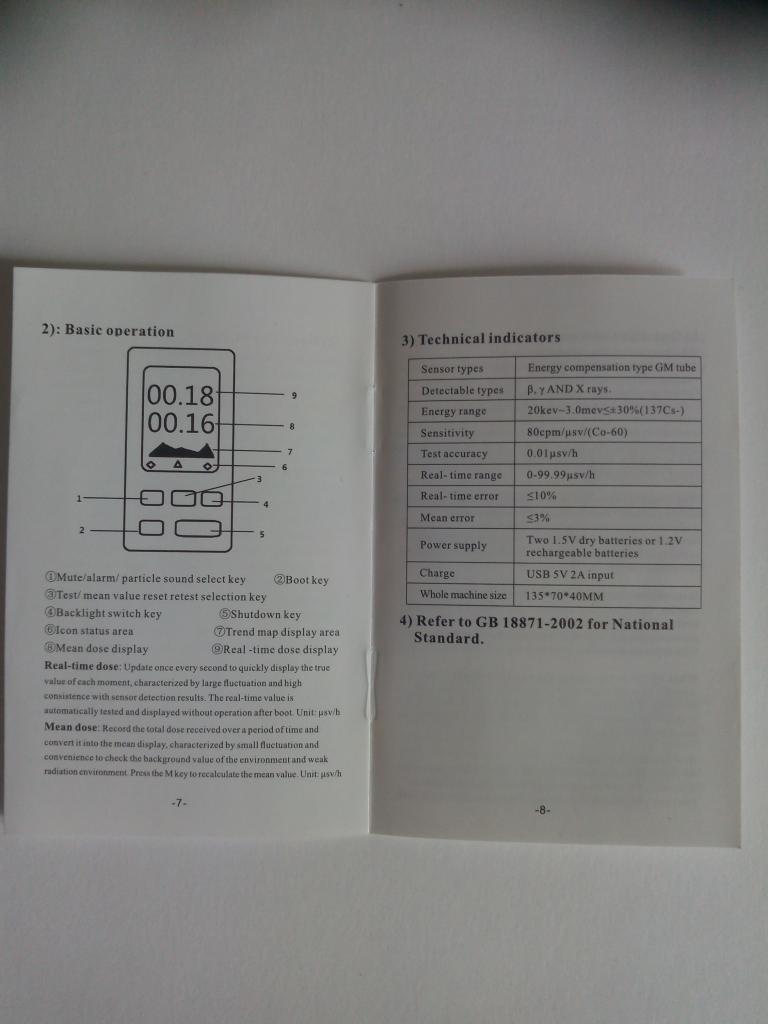 2): Basic operation
00.18
00.16
9
8
7
6
3
1
4
2
5
①Mute/alarm/ particle sound select key ②Boot key
③Test/ mean value reset retest selection key
④Backlight switch key ⑤Shutdown key
⑥Icon status area ⑦Trend map display area
⑧Mean dose display ⑨Real -time dose display
Real-time dose: Update once every second to quickly display the true
value of each moment, characterized by large fluctuation and high
consistence with sensor detection results. The real-time value is
automatically tested and displayed without operation after boot. Unit: μsv/h
Mean dose: Record the total dose received over a period of time and
convert it into the mean display, characterized by small fluctuation and
convenience to check the background value of the environment and weak
radiation environment. Press the M key to recalculate the mean value. Unit: μsv/h
-7-
3) Technical indicators
Sensor types Energy compensation type GM tube
Detectable types β, γ AND X rays.
Energy range 20kev~3.0mev≤±30%(137Cs-)
Sensitivity 80cpm/μsv/(Co-60)
Test accuracy 0.01μsv/h
Real- time range 0-99.99μsv/h
Real- time error ≤10%
Mean error ≤3%
Power supply Two 1.5V dry batteries or 1.2V
rechargeable batteries
Charge USB 5V 2A input
Whole machine size 135*70*40MM
4) Refer to GB 18871-2002 for National
Standard.
-8-